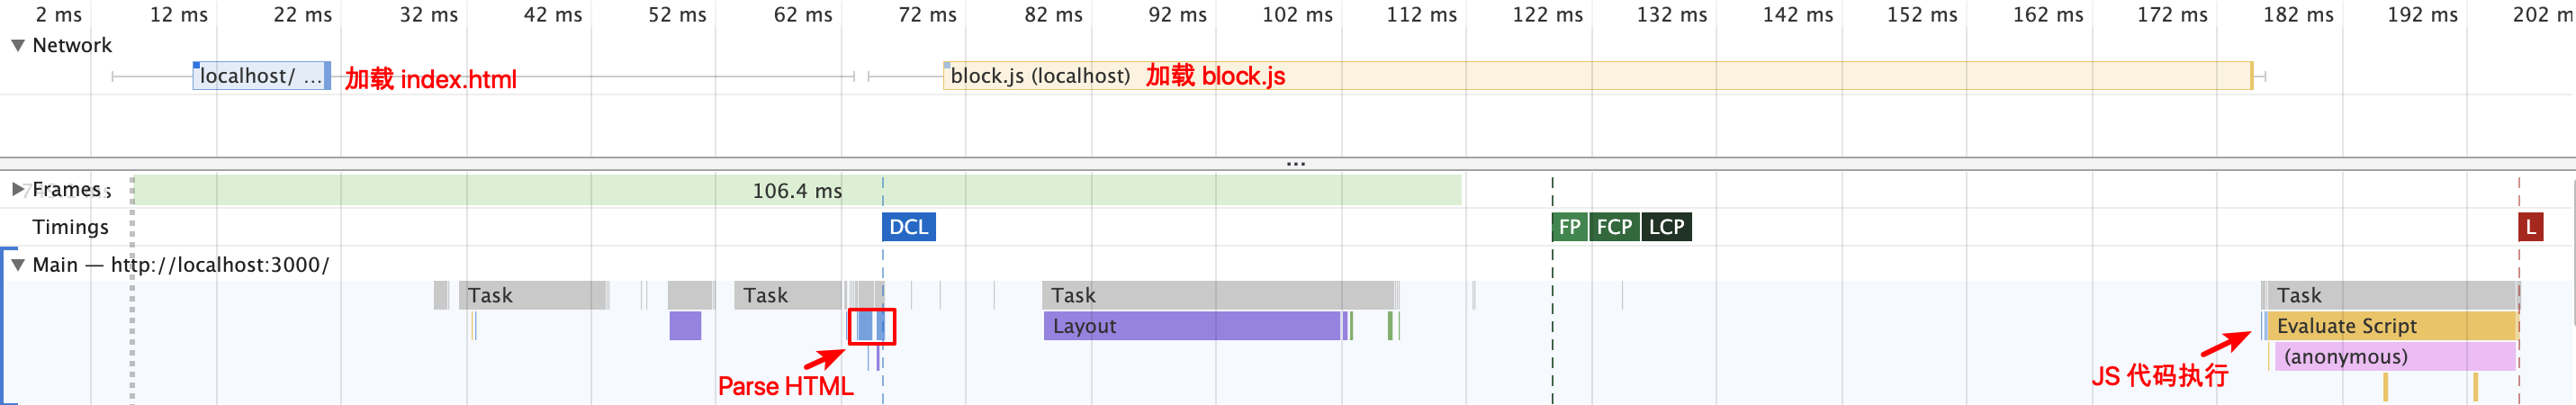 2 ms 12 ms 22 ms 32 ms 42 ms 52 ms 62 ms 72 ms 82 ms 92 ms 102 ms 112 ms 122 ms 132 ms 142 ms 152 ms 162 ms 172 ms 182 ms 192 ms 202 m
Network
localhost/ … 加载 index.html block.js (localhost) 加载 block.js
...
Frames 106.4 ms
Timings DCL FP FCP LCP L
Main — http://localhost:3000/
Task Task Task Task
Layout Evaluate Script
(anonymous)
Parse HTML JS 代码执行